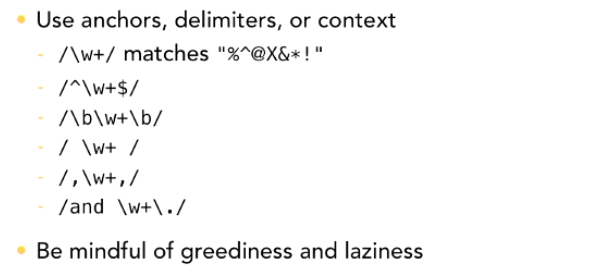 • Use anchors, delimiters, or context
- /\w+/ matches "%^@X&*!"
- /^\w+$/
- /\b\w+\b/
- / \w+ /
- /,\w+,/
- /and \w+\./
• Be mindful of greediness and laziness